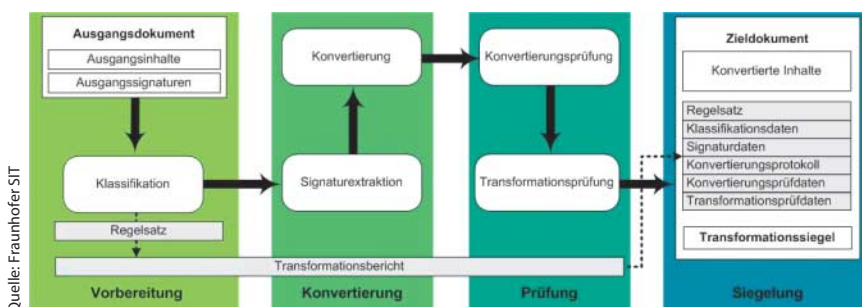 Ausgangsdokument
Ausgangsinhalte
Ausgangssignaturen
Klassifikation
Regelsatz
Vorbereitung
Konvertierung
Signaturextraktion
Konvertierung
Konvertierungsprüfung
Transformationsprüfung
Prüfung
Transformationsbericht
Zieldokument
Konvertierte Inhalte
Regelsatz
Klassifikationsdaten
Signaturdaten
Konvertierungsprotokoll
Konvertierungsprüfdaten
Transformationsprüfdaten
Transformationssiegel
Siegelung
Quelle: Fraunhofer SIT